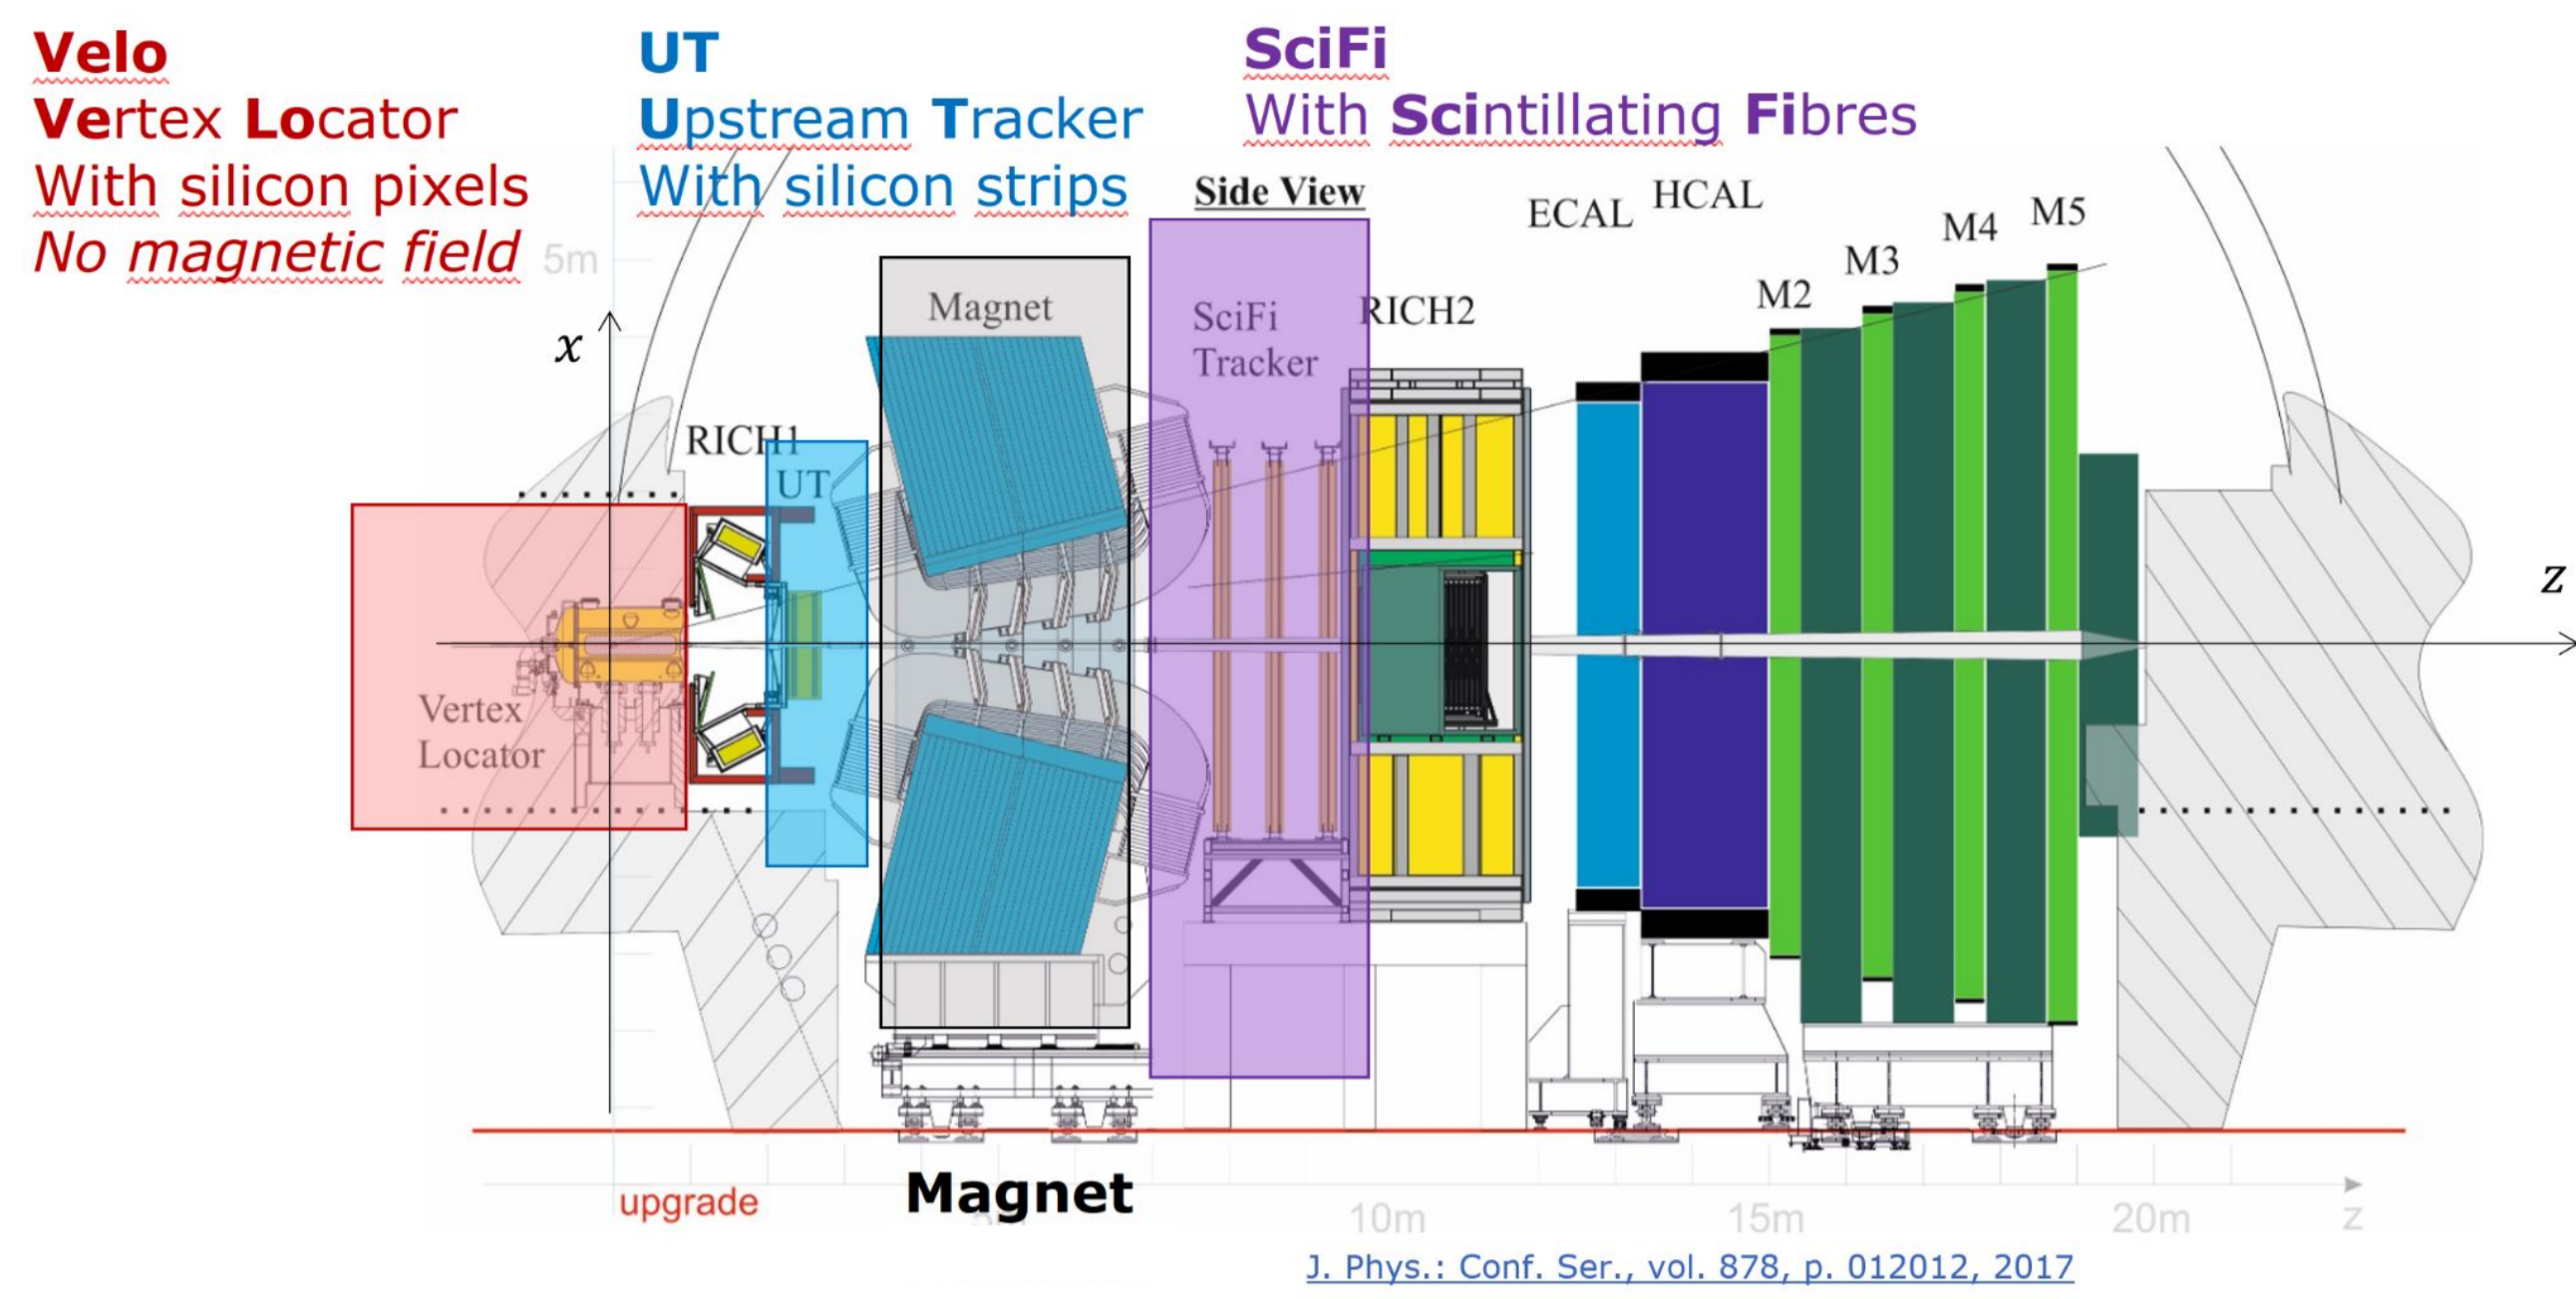 Velo
Vertex Locator
With silicon pixels
No magnetic field
UT
Upstream Tracker
With silicon strips
SciFi
With Scintillating Fibres
Side View
ECAL
HCAL
M2
M3
M4
M5
5m
x
Magnet
SciFi
Tracker
RICH2
RICH1
UT
z
Vertex
Locator
upgrade
Magnet
5m
10m
15m
20m
z
J. Phys.: Conf. Ser., vol. 878, p. 012012, 2017